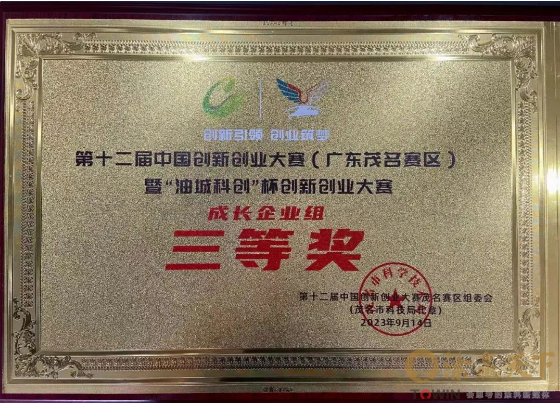 创新引领 创业筑梦
第十二届中国创新创业大赛（广东茂名赛区）
暨“油城科创”杯创新创业大赛
成长企业组
三等奖
第十二届中国创新创业大赛茂名赛区组委会
(茂名市科技局代章)
2023年9月14日
TOWIN